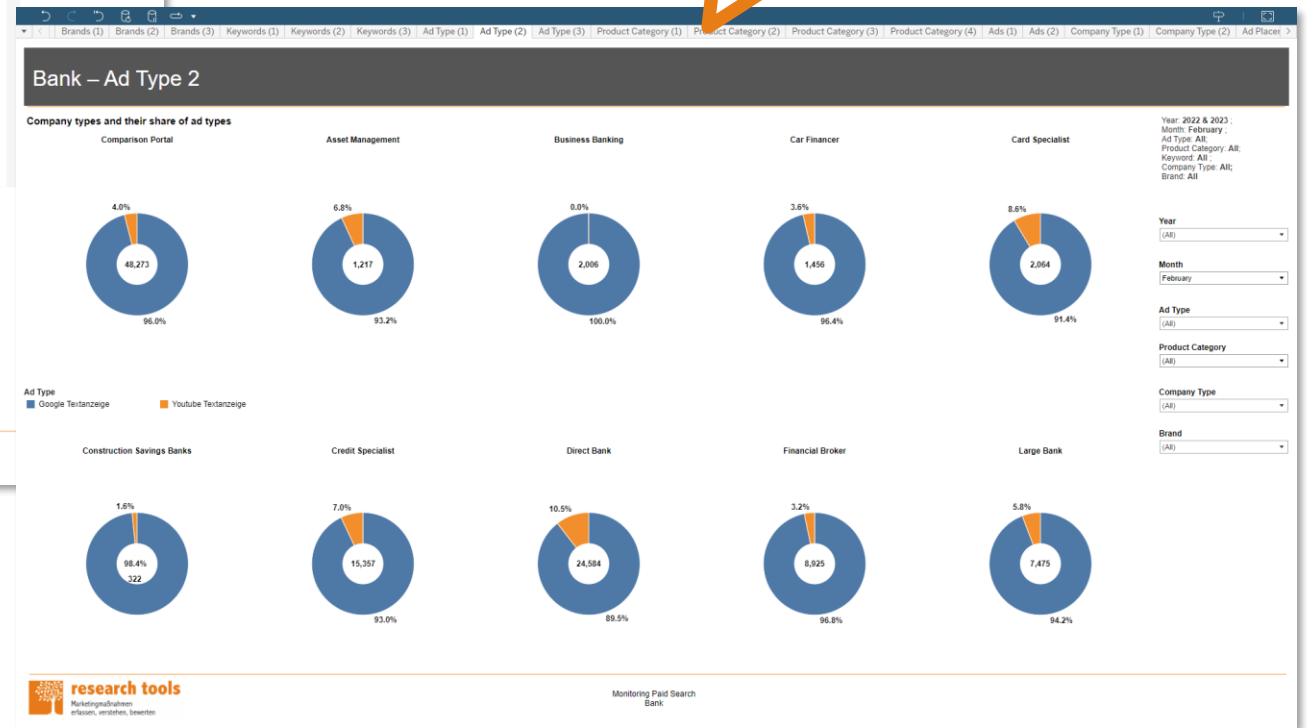 Brands (1) Brands (2) Brands (3) Keywords (1) Keywords (2) Keywords (3) Ad Type (1) Ad Type (2) Ad Type (3) Product Category (1) Product Category (2) Product Category (3) Product Category (4) Ads (1) Ads (2) Company Type (1) Company Type (2) Ad Placer
Bank – Ad Type 2
Company types and their share of ad types
Comparison Portal Asset Management Business Banking Car Financer Card Specialist
Year: 2022 & 2023 ;
Month: February ;
Ad Type: All;
Product Category: All;
Keyword: All ;
Company Type: All;
Brand: All
4.0% 6.8% 0.0% 3.6% 8.6%
48,273 1,217 2,006 1,456 2,064
96.0% 93.2% 100.0% 96.4% 91.4%
Year
(All)
Month
February
Ad Type
(All)
Product Category
(All)
Company Type
(All)
Brand
(All)
Ad Type
Google Textanzeige Youtube Textanzeige
Construction Savings Banks Credit Specialist Direct Bank Financial Broker Large Bank
1.6% 7.0% 10.5% 3.2% 5.8%
98.4% 15,357 24,584 8,925 7,475
322
93.0% 89.5% 96.8% 94.2%
research tools
Marketingmaßnahmen
erfassen, verstehen, bewerten
Monitoring Paid Search
Bank